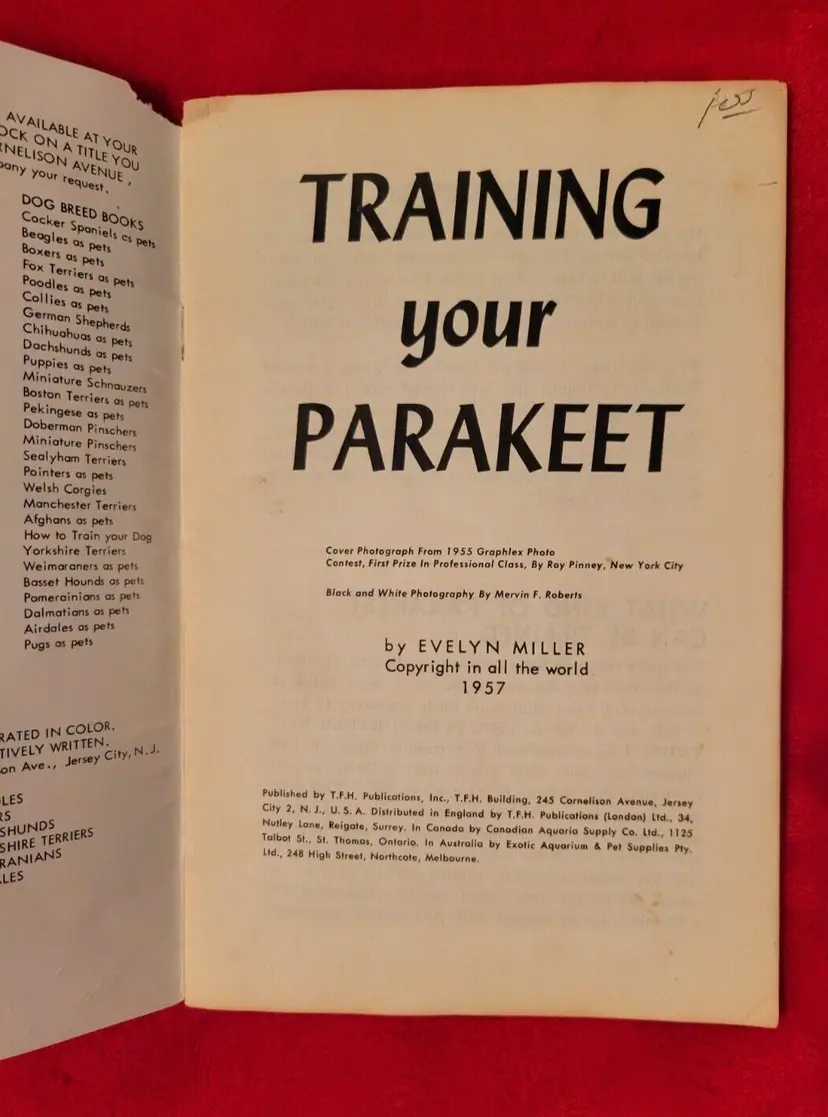 AVAILABLE AT YOUR
OCK ON A TITLE YOU
RNELISON AVENUE,
pany your request.
DOG BREED BOOKS
Cocker Spaniels as pets
Beagles as pets
Boxers as pets
Fox Terriers as pets
Poodles as pets
Collies as pets
German Shepherds
Chihuahuas as pets
Dachshunds as pets
Puppies as pets
Miniature Schnauzers
Boston Terriers as pets
Pekingese as pets
Doberman Pinschers
Miniature Pinschers
Sealyham Terriers
Pointers as pets
Welsh Corgies
Manchester Terriers
Afghans as pets
How to Train your Dog
Yorkshire Terriers
Weimaraners as pets
Basset Hounds as pets
Pomerainians as pets
Dalmatians as pets
Airdales as pets
Pugs as pets
RATED IN COLOR.
TIVELY WRITTEN.
on Ave., Jersey City, N.J.
LES
RS
SHUNDS
SHIRE TERRIERS
RANIANS
LES
TRAINING
your
PARAKEET
Cover Photograph From 1955 Graphlex Photo
Contest, First Prize In Professional Class, By Roy Pinney, New York City
Black and White Photography By Mervin F. Roberts
by EVELYN MILLER
Copyright in all the world
1957
Published by T.F.H. Publications, Inc., T.F.H. Building, 245 Cornelison Avenue, Jersey
City 2, N. J., U. S. A. Distributed in England by T.F.H. Publications (London) Ltd., 34,
Nutley Lane, Reigate, Surrey. In Canada by Canadian Aquaria Supply Co. Ltd., 1125
Talbot St., St. Thomas, Ontario. In Australia by Exotic Aquarium & Pet Supplies Pty.
Ltd., 248 High Street, Northcote, Melbourne.